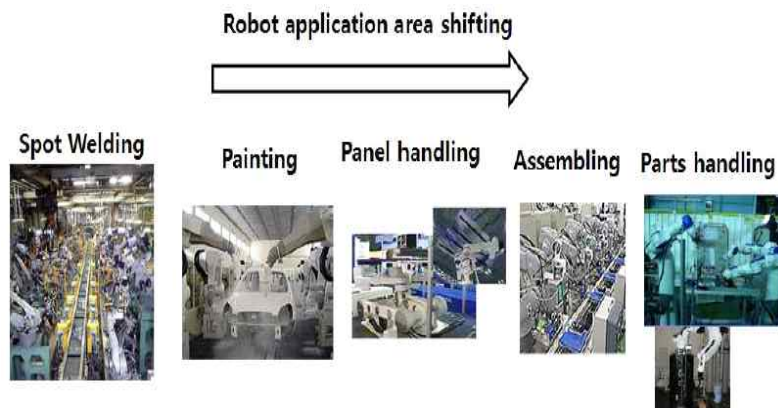 Robot application area shifting
Spot Welding
Painting
Panel handling
Assembling
Parts handling